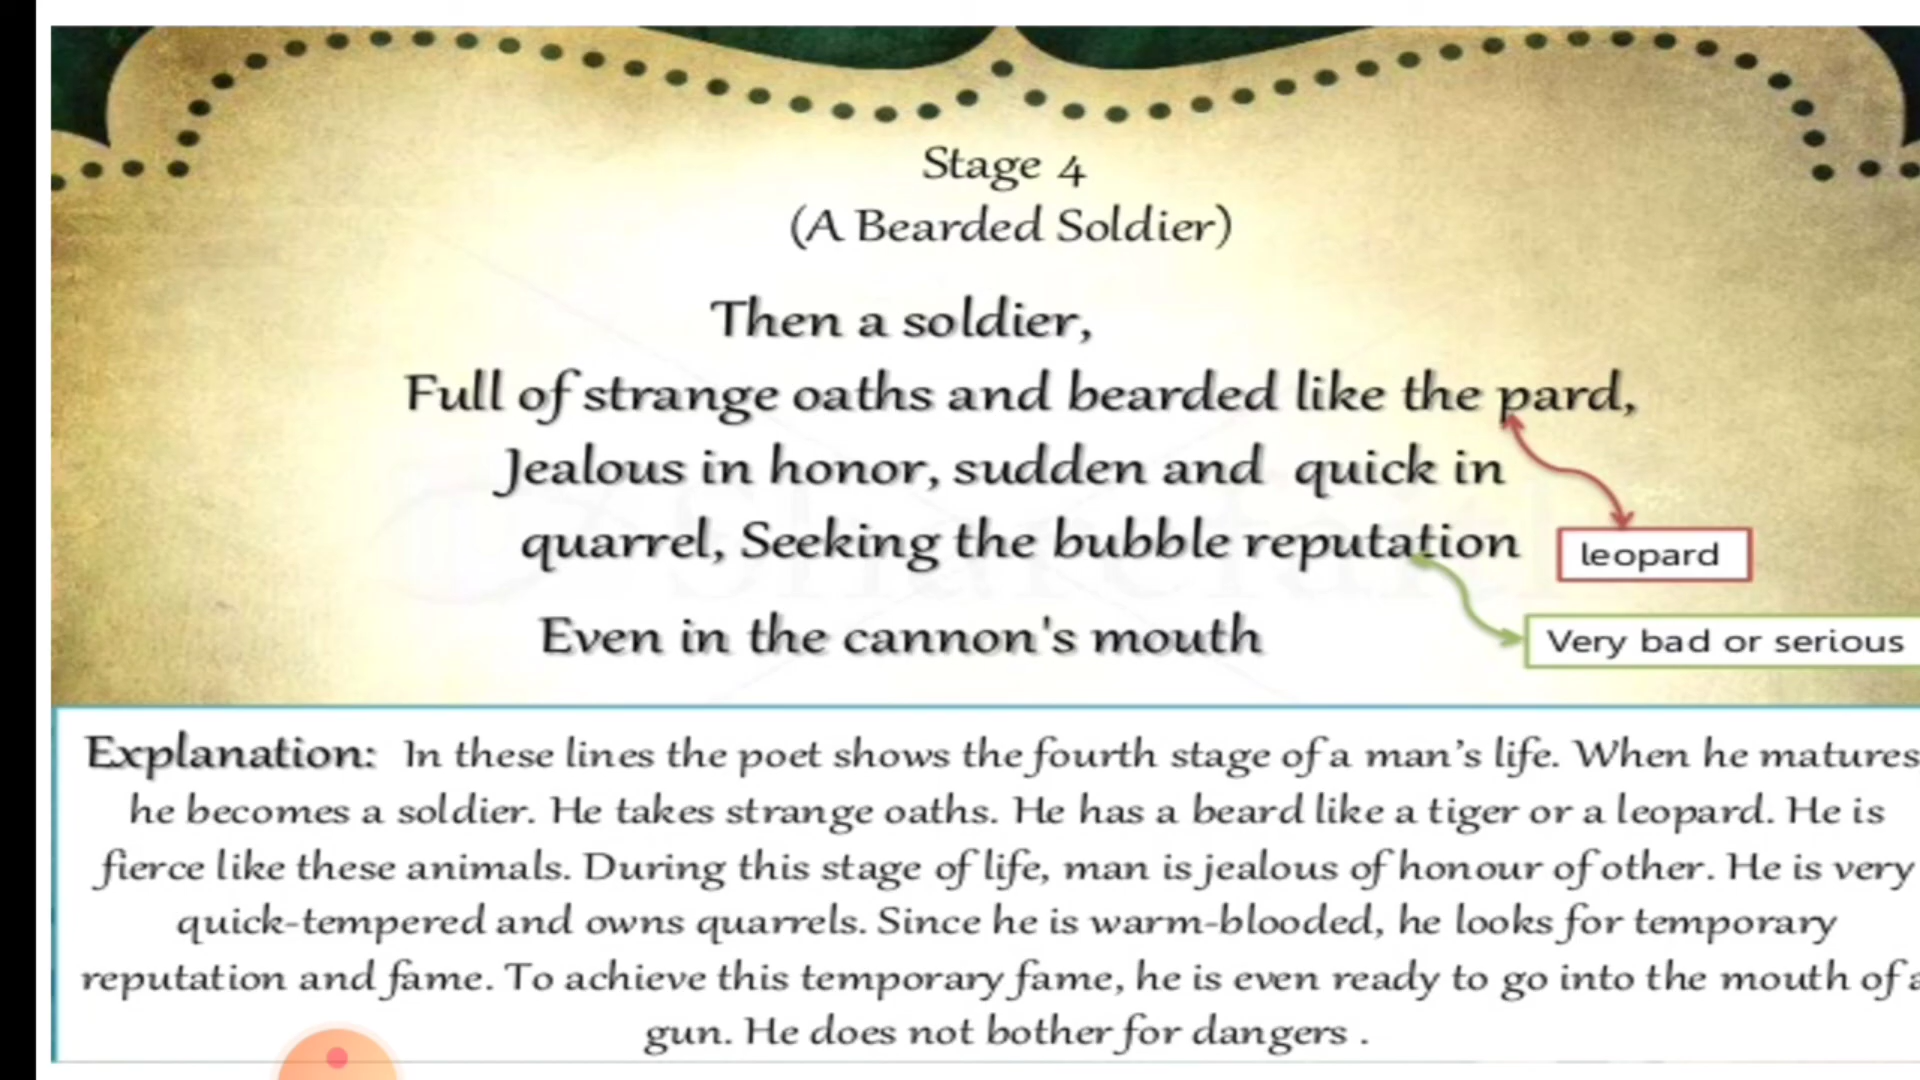 Stage 4
(A Bearded Soldier)
Then a soldier,
Full of strange oaths and bearded like the pard,
Jealous in honor, sudden and quick in
quarrel, Seeking the bubble reputation
leopard
Even in the cannon's mouth
Very bad or serious
Explanation: In these lines the poet shows the fourth stage of a man's life. When he matures
he becomes a soldier. He takes strange oaths. He has a beard like a tiger or a leopard. He is
fierce like these animals. During this stage of life, man is jealous of honour of other. He is very
quick-tempered and owns quarrels. Since he is warm-blooded, he looks for temporary
reputation and fame. To achieve this temporary fame, he is even ready to go into the mouth of a
gun. He does not bother for dangers .